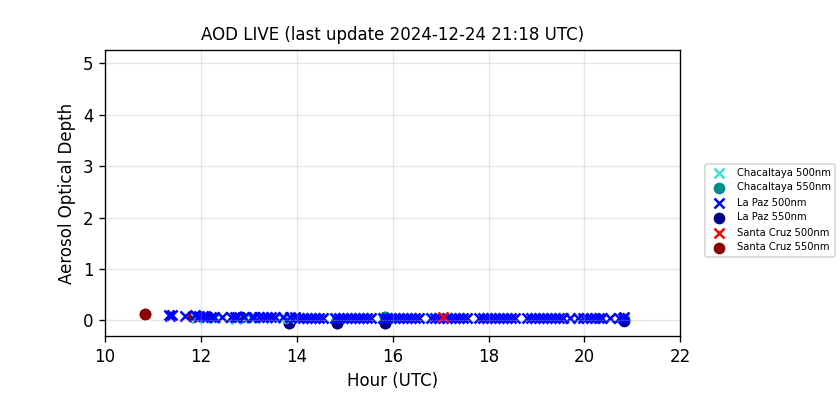 AOD LIVE (last update 2024-12-24 21:18 UTC)
Aerosol Optical Depth
5
4
3
2
1
0
10 12 14 16 18 20 22
Hour (UTC)
Chacaltaya 500nm
Chacaltaya 550nm
La Paz 500nm
La Paz 550nm
Santa Cruz 500nm
Santa Cruz 550nm